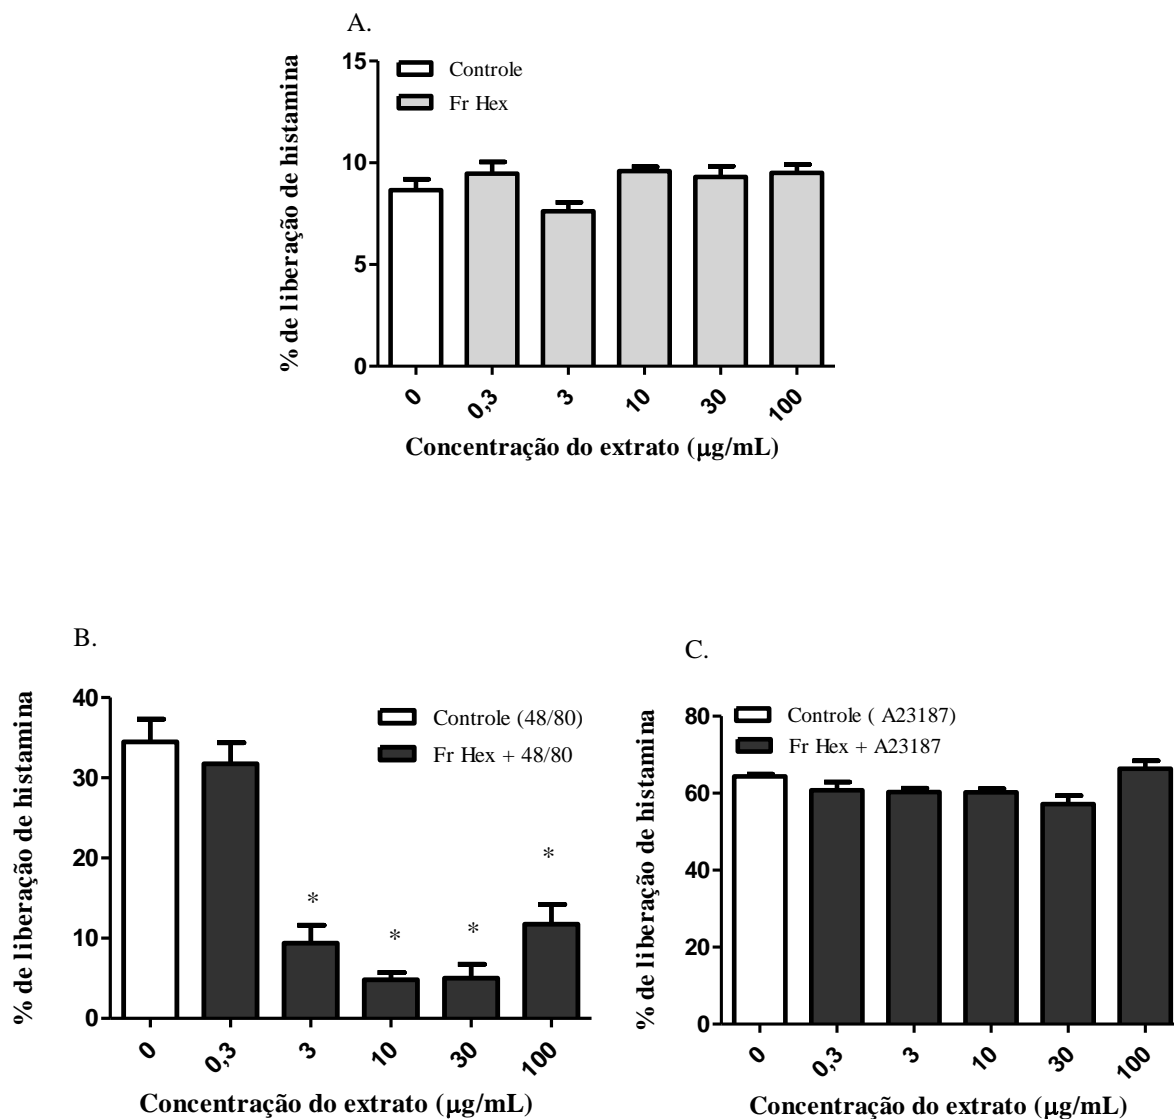 A.
% de liberação de histamina
15
10
5
0
Controle
Fr Hex
0
0,3
3
10
30
100
Concentração do extrato (µg/mL)
B.
% de liberação de histamina
40
30
20
10
0
Controle (48/80)
Fr Hex + 48/80
*
*
*
*
0
0,3
3
10
30
100
Concentração do extrato (µg/mL)
C.
% de liberação de histamina
80
60
40
20
0
Controle ( A23187)
Fr Hex + A23187
0
0,3
3
10
30
100
Concentração do extrato (µg/mL)